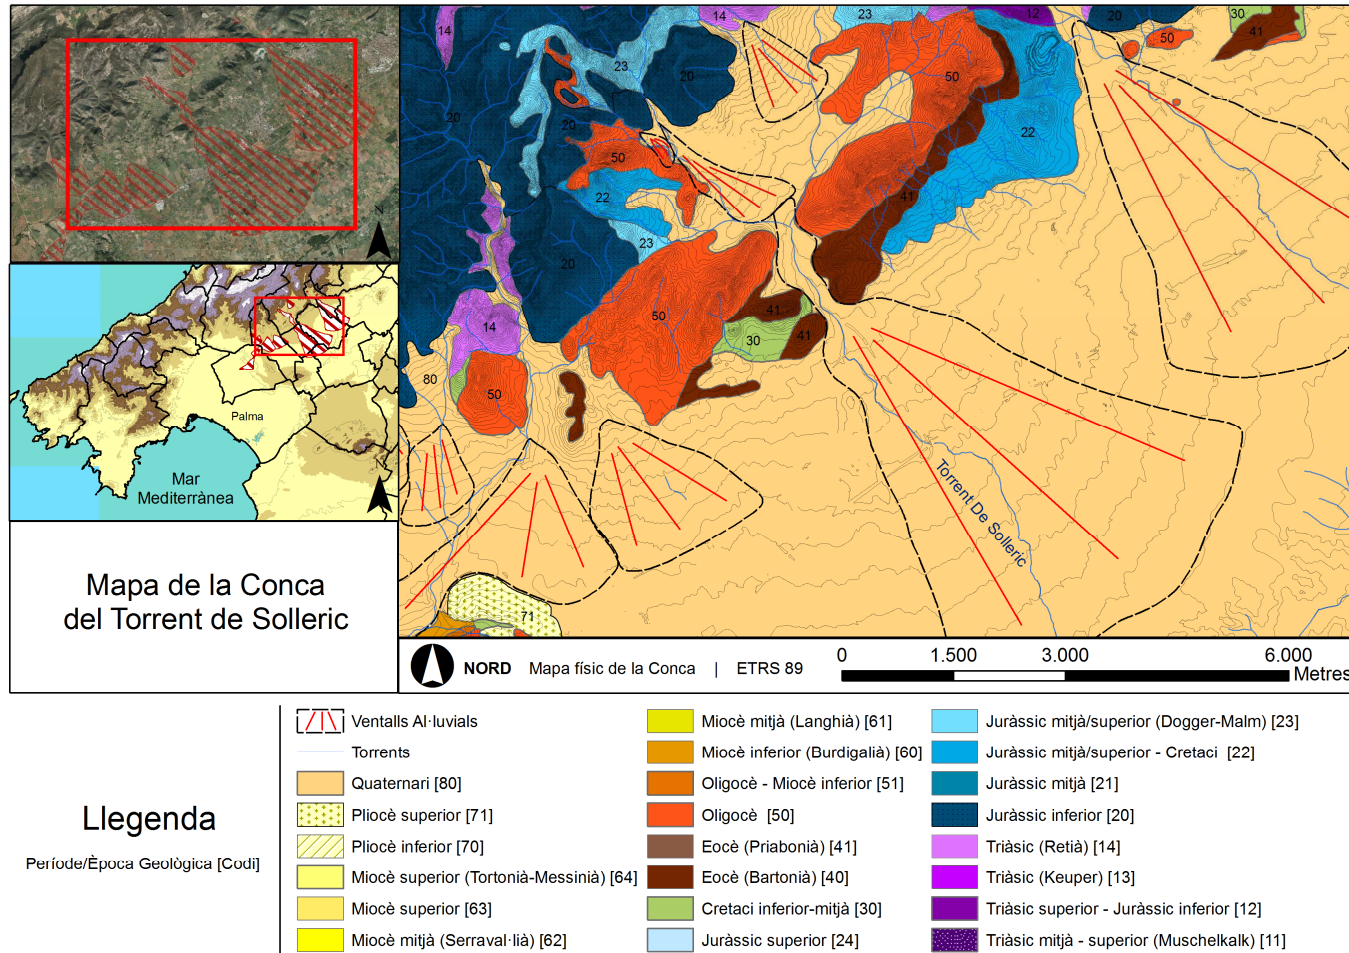 N
Palma
Mar
Mediterrànea
Mapa de la Conca
del Torrent de Solleric
14
23
20
14
23
12
20
30
41
50
50
20
20
50
22
22
41
23
20
50
41
30
41
14
80
50
71
Torrent De Solleric
NORD Mapa físic de la Conca | ETRS 89
0 1.500 3.000 6.000
Metres
Llegenda
Període/Època Geològica [Codi]
Ventalls Al·luvials
Torrents
Quaternari [80]
Pliocè superior [71]
Pliocè inferior [70]
Miocè superior (Tortonià-Messinià) [64]
Miocè superior [63]
Miocè mitjà (Serraval·lià) [62]
Miocè mitjà (Langhià) [61]
Miocè inferior (Burdigalià) [60]
Oligocè - Miocè inferior [51]
Oligocè [50]
Eocè (Priabonià) [41]
Eocè (Bartonià) [40]
Cretaci inferior-mitjà [30]
Juràssic superior [24]
Juràssic mitjà/superior (Dogger-Malm) [23]
Juràssic mitjà/superior - Cretaci [22]
Juràssic mitjà [21]
Juràssic inferior [20]
Triàsic (Retià) [14]
Triàsic (Keuper) [13]
Triàsic superior - Juràssic inferior [12]
Triàsic mitjà - superior (Muschelkalk) [11]